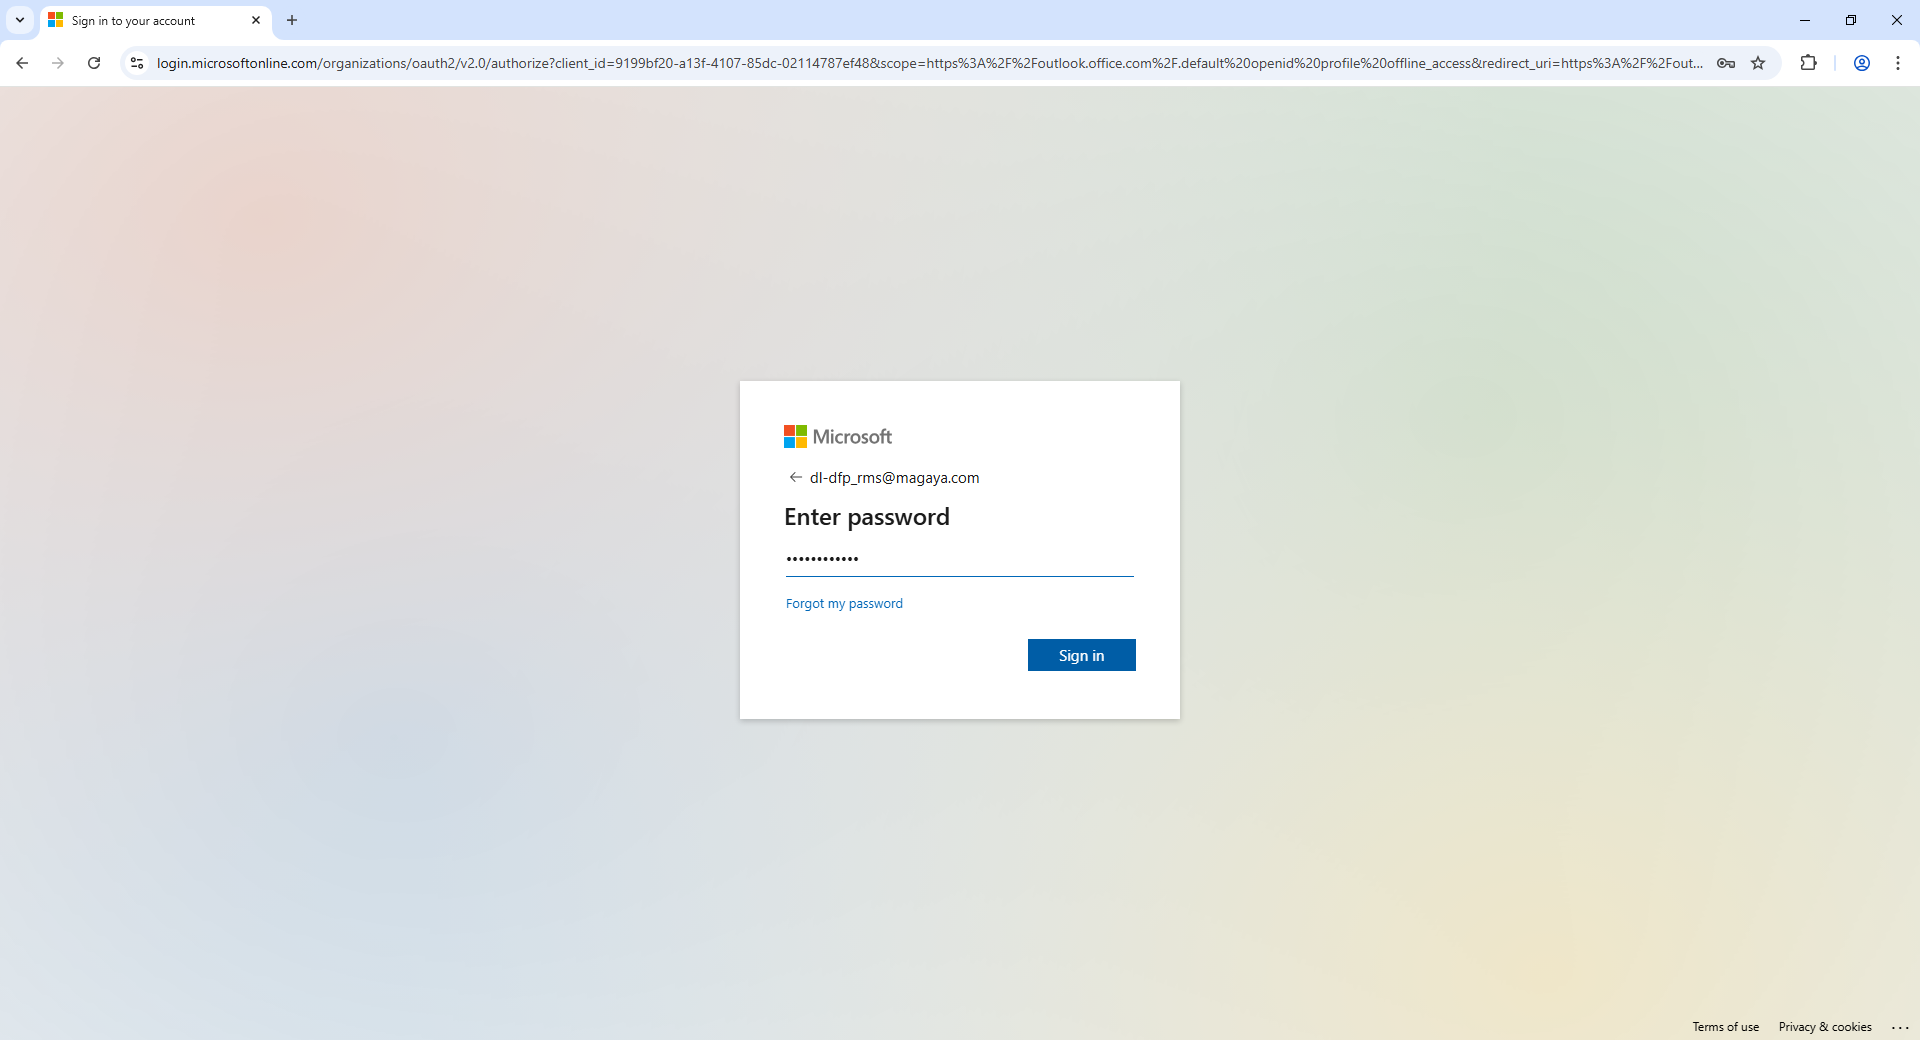 Sign in to your account
login.microsoftonline.com/organizations/oauth2/v2.0/authorize?client_id=9199bf20-a13f-4107-85dc-02114787ef48&scope=https%3A%2F%2Foutlook.office.com%2F.default%20openid%20profile%20offline_access&redirect_uri=https%3A%2F%2Fout...
Microsoft
dl-dfp_rms@magaya.com
Enter password
••••••••••••
Forgot my password
Sign in
Terms of use Privacy & cookies ...